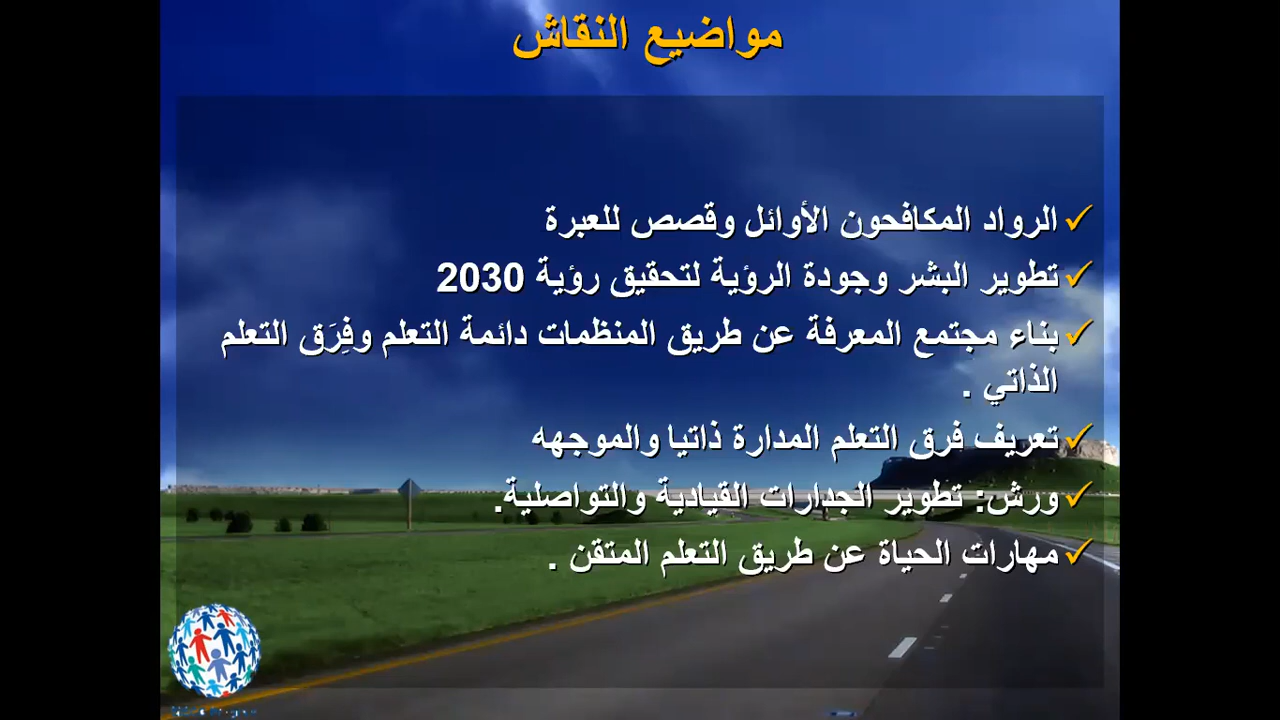 مواضيع النقاش
الرواد المكافحون الأوائل وقصص للعبرة
تطوير البشر وجودة الرؤية لتحقيق رؤية 2030
بناء مجتمع المعرفة عن طريق المنظمات دائمة التعلم وفِرَق التعلم
الذاتي .
تعريف فرق التعلم المدارة ذاتيا والموجهه
ورش: تطوير الجدارات القيادية والتواصلية.
مهارات الحياة عن طريق التعلم المتقن .